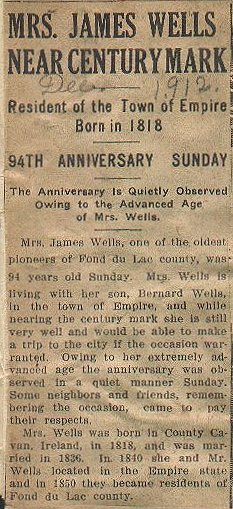 MRS. JAMES WELLS
NEAR CENTURY MARK
Dec 1912.
Resident of the Town of Empire
Born in 1818
94TH ANNIVERSARY SUNDAY
The Anniversary Is Quietly Observed
Owing to the Advanced Age
of Mrs. Wells.
Mrs. James Wells, one of the oldest
pioneers of Fond du Lac county, was
94 years old Sunday. Mrs. Wells is
living with her son, Bernard Wells,
in the town of Empire, and while
nearing the century mark she is still
very well and would be able to make
a trip to the city if the occasion war-
ranted. Owing to her extremely ad-
vanced age the anniversary was ob-
served in a quiet manner Sunday.
Some neighbors and friends, remem-
bering the occasion, came to pay
their respects.
Mrs. Wells was born in County Ca-
van, Ireland, in 1818, and was mar-
ried in 1836. In 1840 she and Mr.
Wells located in the Empire state
and in 1850 they became residents of
Fond du Lac county.